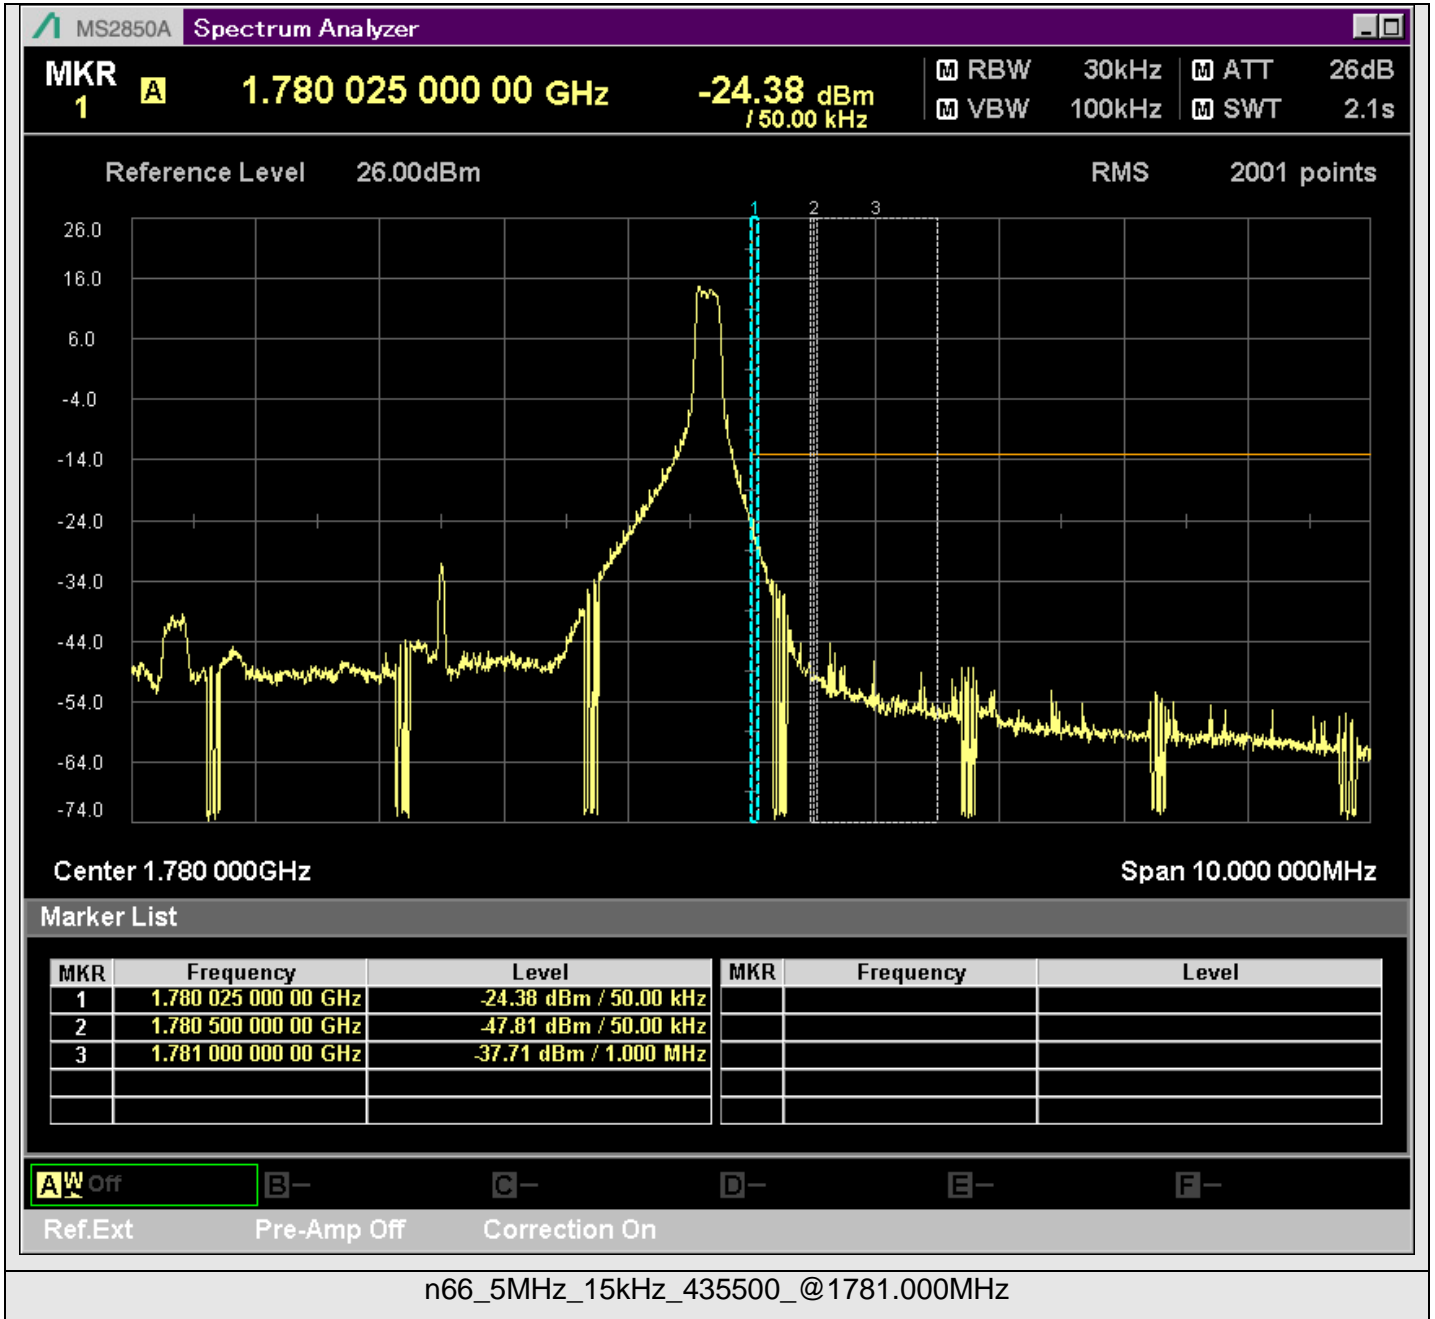 MS2850A Spectrum Analyzer
MKR 1 A 1.780 025 000 00 GHz -24.38 dBm / 50.00 kHz
M RBW 30kHz M ATT 26dB
M VBW 100kHz M SWT 2.1s
Reference Level 26.00dBm RMS 2001 points
1 2 3
26.0
16.0
6.0
-4.0
-14.0
-24.0
-34.0
-44.0
-54.0
-64.0
-74.0
Center 1.780 000GHz Span 10.000 000MHz
Marker List
MKR Frequency Level MKR Frequency Level
1 1.780 025 000 00 GHz -24.38 dBm / 50.00 kHz
2 1.780 500 000 00 GHz -47.81 dBm / 50.00 kHz
3 1.781 000 000 00 GHz -37.71 dBm / 1.000 MHz
A W Off B— C— D— E— F—
Ref.Ext Pre-Amp Off Correction On
n66_5MHz_15kHz_435500_@1781.000MHz